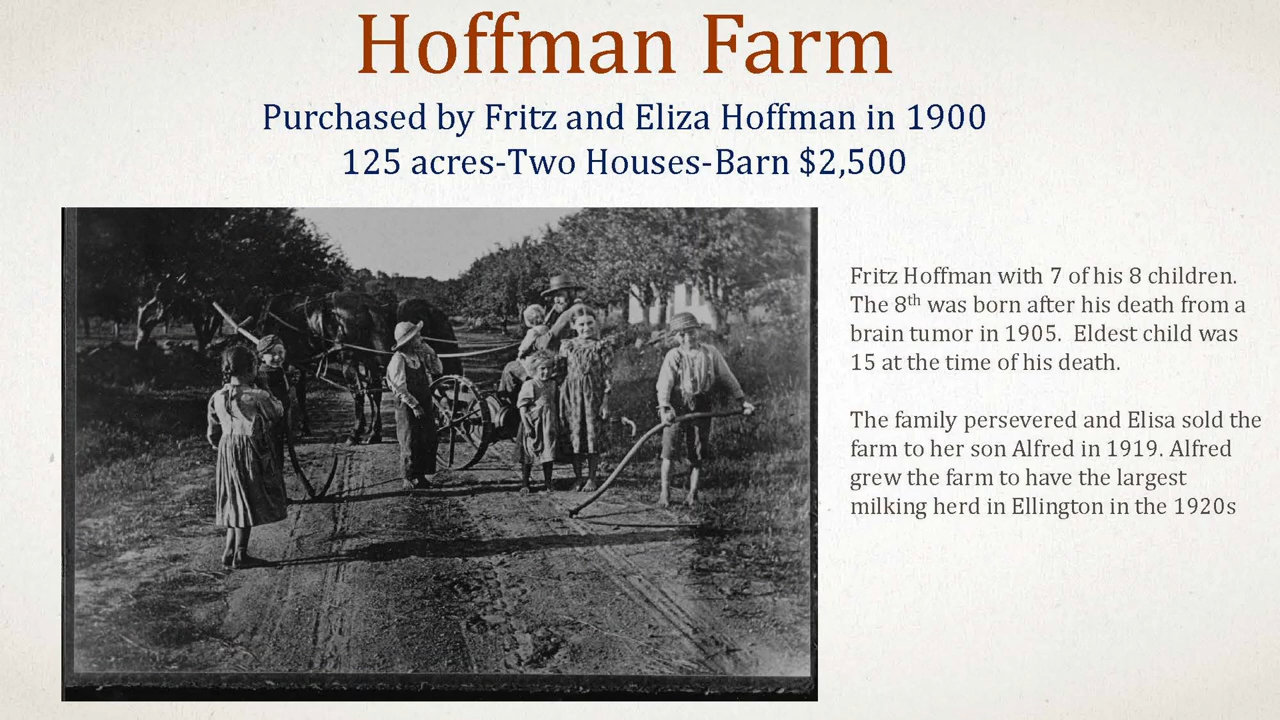 Hoffman Farm
Purchased by Fritz and Eliza Hoffman in 1900
125 acres-Two Houses-Barn $2,500
Fritz Hoffman with 7 of his 8 children.
The 8th was born after his death from a
brain tumor in 1905.  Eldest child was
15 at the time of his death.
The family persevered and Elisa sold the
farm to her son Alfred in 1919. Alfred
grew the farm to have the largest
milking herd in Ellington in the 1920s